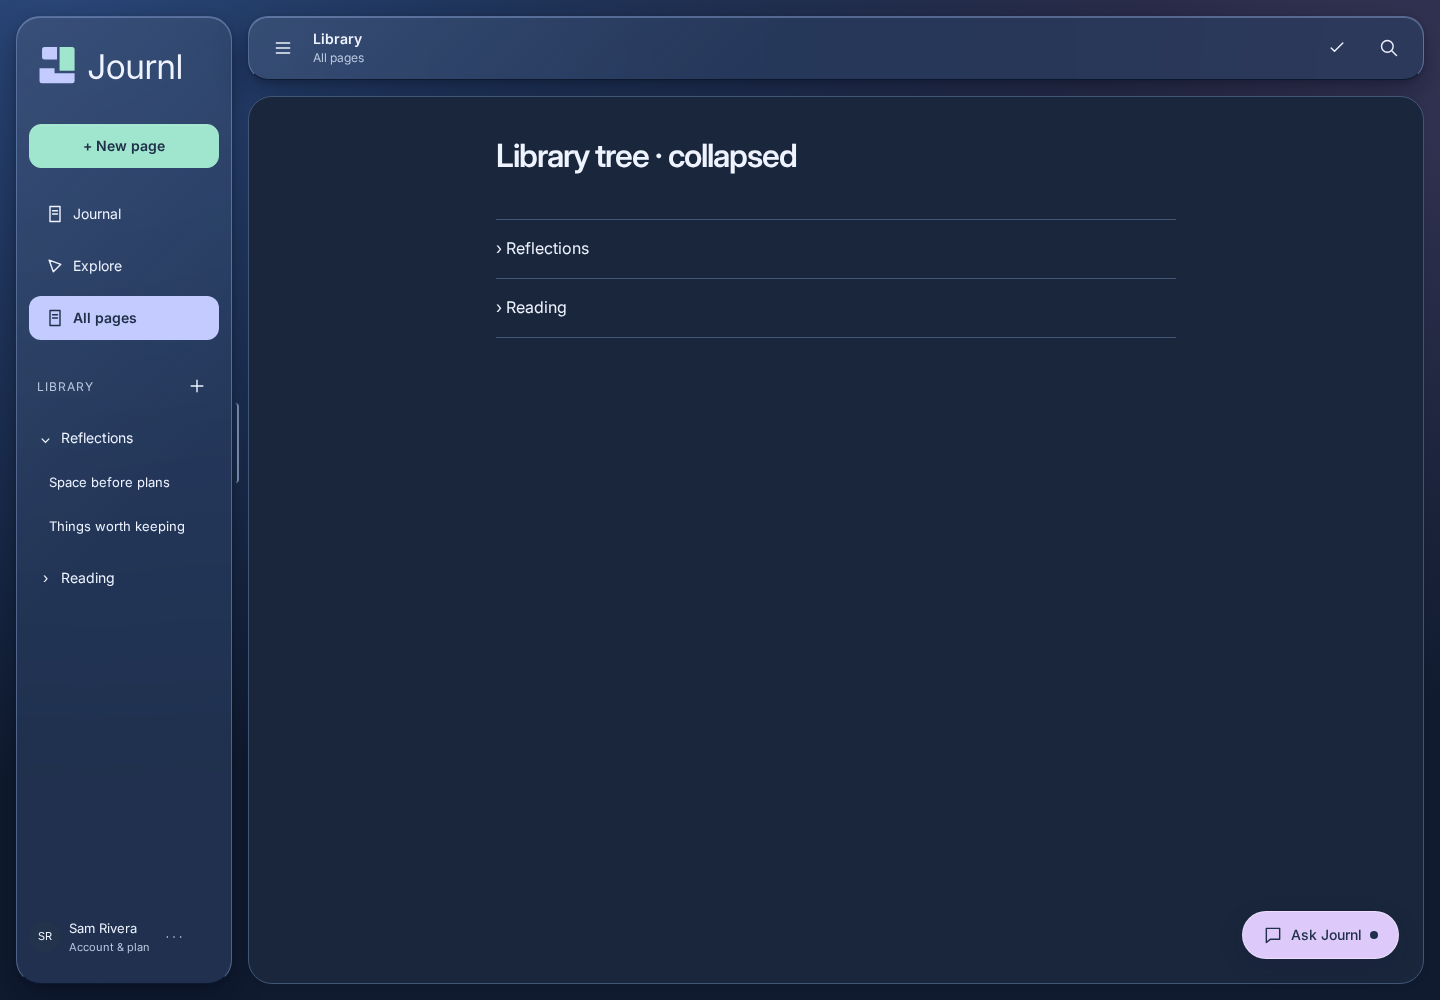 Journl
+ New page
Journal
Explore
All pages
LIBRARY
Reflections
Space before plans
Things worth keeping
Reading
SR
Sam Rivera
Account & plan
...
Library
All pages
Library tree · collapsed
› Reflections
› Reading
Ask Journl